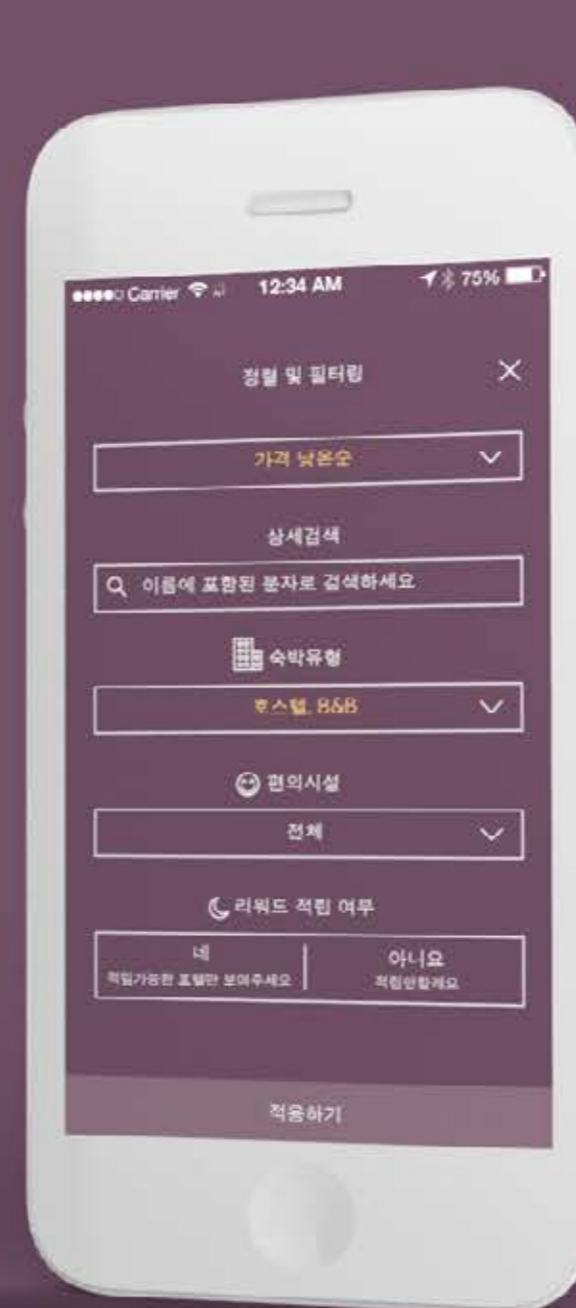 Carrier 12:34 AM 75%
정렬 및 필터링
가격 낮은순
상세검색
이름에 포함된 문자로 검색하세요
숙박유형
호스텔, B&B
편의시설
전체
리워드 적립 여부
네 아니요
적립가능한 호텔만 보여주세요 적립안할게요
적용하기